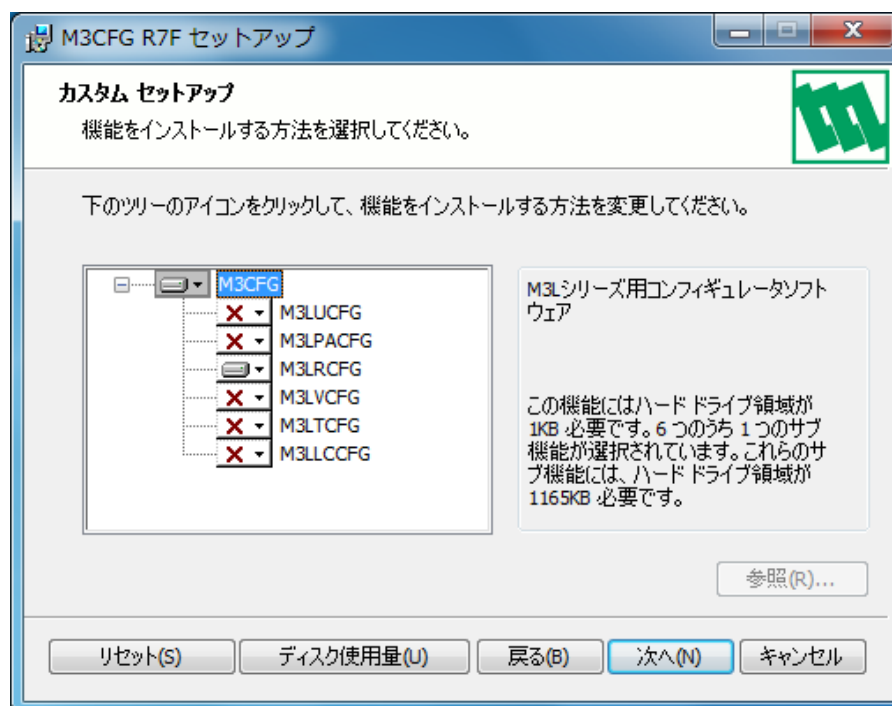 M3CFG R7F セットアップ
カスタム セットアップ
機能をインストールする方法を選択してください。
下のツリーのアイコンをクリックして、機能をインストールする方法を変更してください。
M3CFG
M3LUCFG
M3LPACFG
M3LRCFG
M3LVCFG
M3LTCFG
M3LLCCFG
M3Lシリーズ用コンフィギュレータソフト
ウェア
この機能にはハード ドライブ領域が
1KB 必要です。6 つのうち 1 つのサブ
機能が選択されています。これらのサ
ブ機能には、ハード ドライブ領域が
1165KB 必要です。
参照(R)...
リセット(S)
ディスク使用量(U)
戻る(B)
次へ(N)
キャンセル